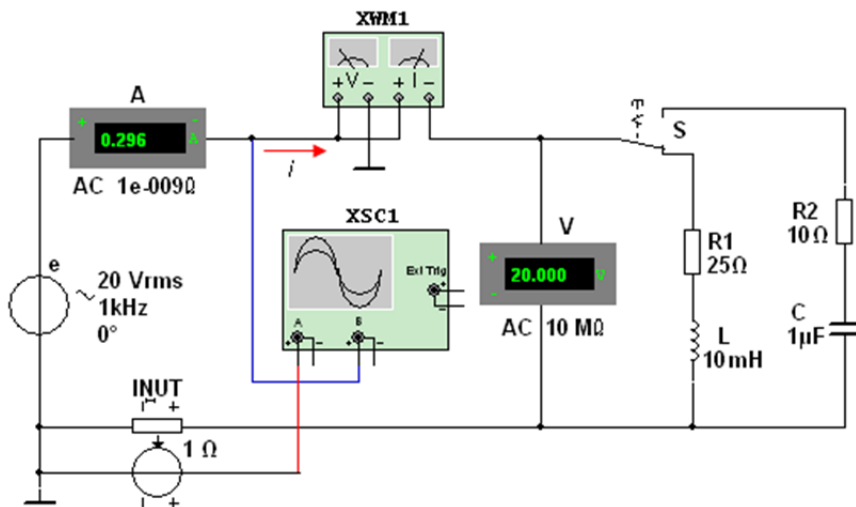 XWM1
+ V − + I −
A
+ −
0.296 A
AC 1e-009Ω
i
S
XSC1
Ext Trig
+
−
A B
+ − + −
V
+
20.000 V
−
AC 10 MΩ
R1
25Ω
R2
10Ω
e
20 Vrms
1kHz
0°
L
10mH
C
1µF
INUT
− +
1 Ω
− +